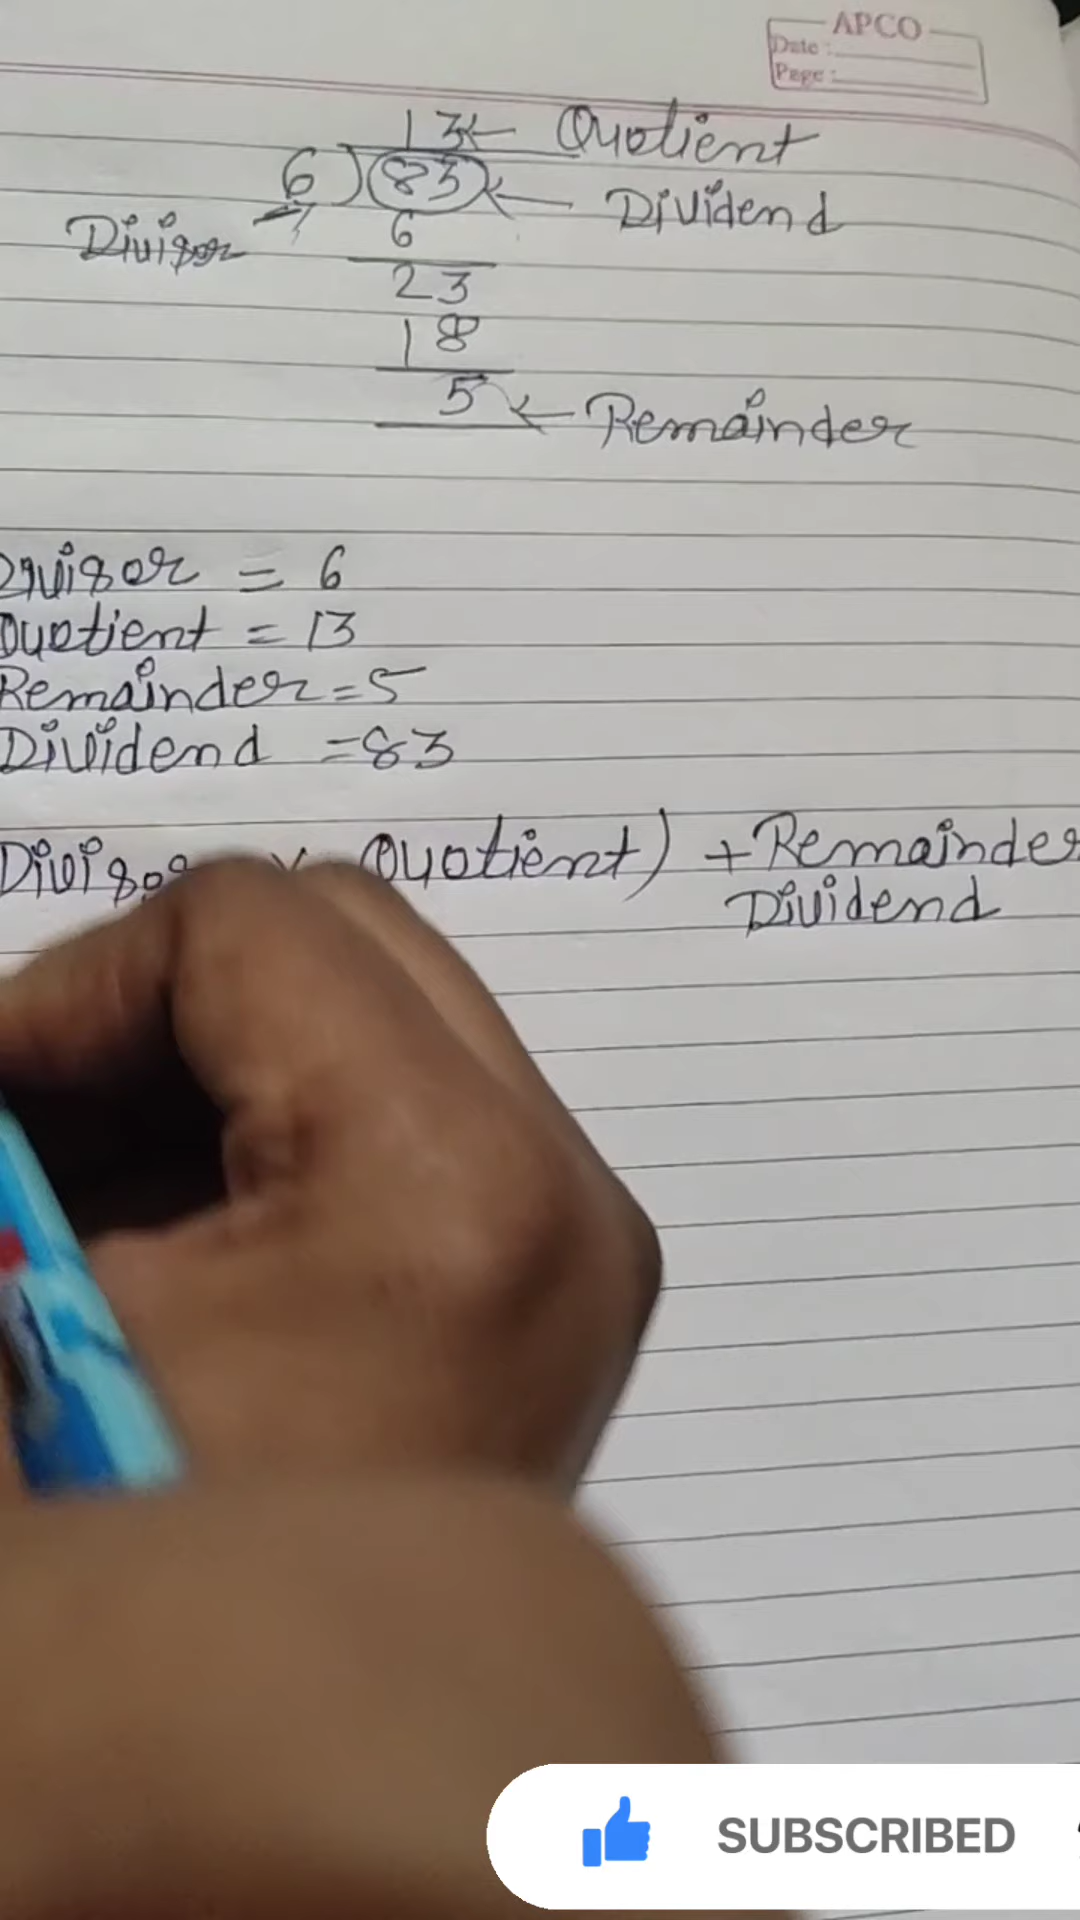 APCO
Date :
Page :
13 ← Quotient
6 ) 83 ← Dividend
Divisor
6
23
18
5 ← Remainder
Divisor = 6
Quotient = 13
Remainder = 5
Dividend = 83
Quotient) + Remainder
Dividend
SUBSCRIBED